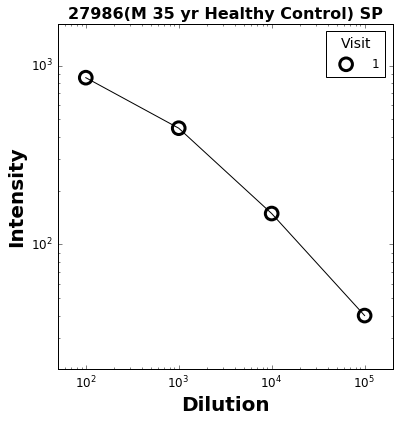 27986(M 35 yr Healthy Control) SP
Visit
1
10³
10²
Intensity
10² 10³ 10⁴ 10⁵
Dilution